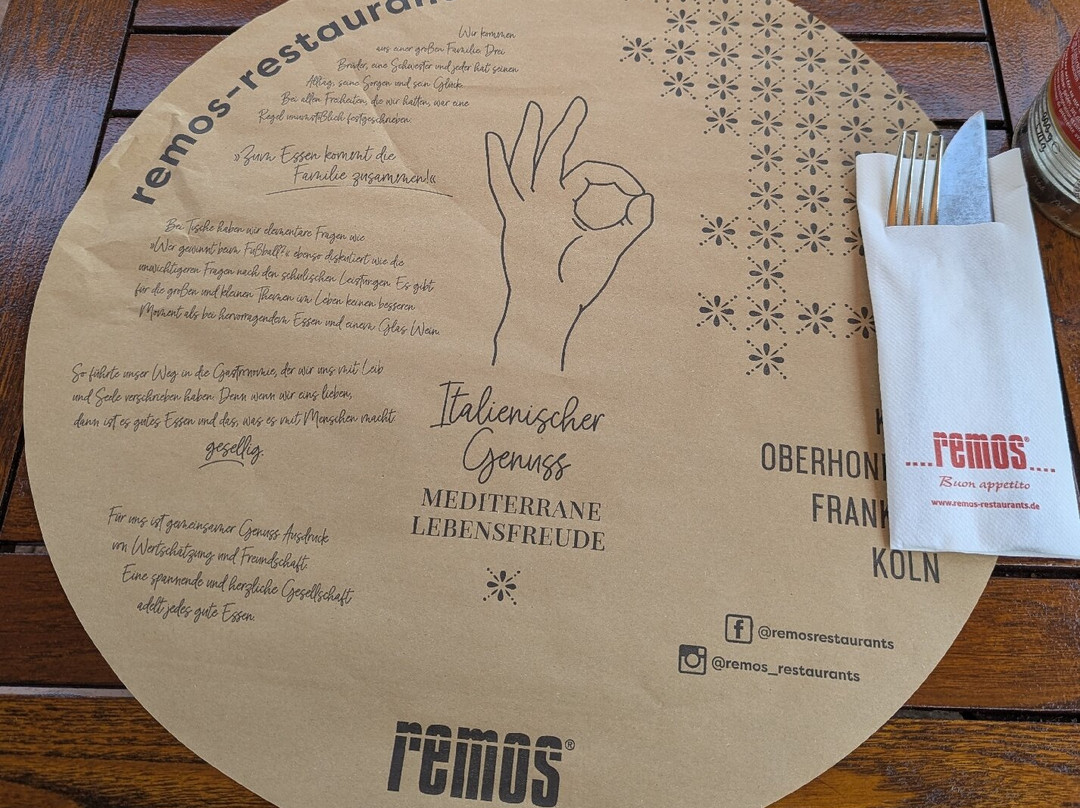 remos-restauran
Wir kommen
aus einer großen Familie. Drei
Brüder, eine Schwester und jeder hat seinen
Alltag, seine Sorgen und sein Glück.
Bei allen Freiheiten, die wir hatten, war eine
Regel unumstößlich festgeschrieben:
»Zum Essen kommt die
Familie zusammen!«
Bei Tische haben wir elementäre Fragen wie
»Wer gewinnt beim Fußball?« ebenso diskutiert wie die
unwichtigeren Fragen nach den schulischen Leistungen. Es gibt
für die großen und kleinen Themen im Leben keinen besseren
Moment als bei hervorragendem Essen und einem Glas Wein.
So führte unser Weg in die Gastronomie, der wir uns mit Leib
und Seele verschrieben haben. Denn wenn wir eins lieben,
dann ist es gutes Essen und das, was es mit Menschen macht:
gesellig.
Für uns ist gemeinsamer Genuss Ausdruck
von Wertschätzung und Freundschaft.
Eine spannende und herzliche Gesellschaft
adelt jedes gute Essen.
Italienischer
Genuss
MEDITERRANE
LEBENSFREUDE
K
OBERHON
FRANK
KÖLN
@remosrestaurants
@remos_restaurants
remos®
remos®
Buon appetito
www.remos-restaurants.de